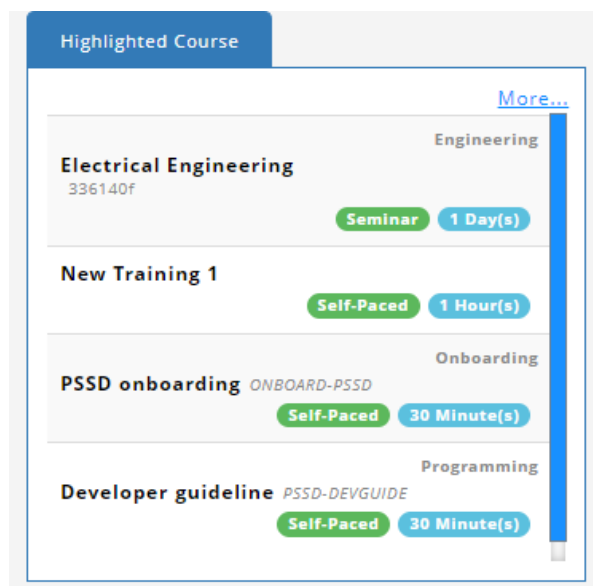 Highlighted Course
More...
Engineering
Electrical Engineering
336140f
Seminar 1 Day(s)
New Training 1
Self-Paced 1 Hour(s)
Onboarding
PSSD onboarding ONBOARD-PSSD
Self-Paced 30 Minute(s)
Programming
Developer guideline PSSD-DEVGUIDE
Self-Paced 30 Minute(s)